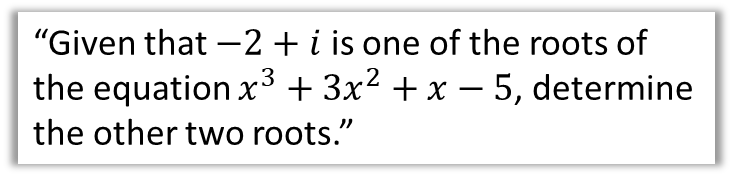 “Given that −2 + i is one of the roots of
the equation x³ + 3x² + x − 5, determine
the other two roots.”